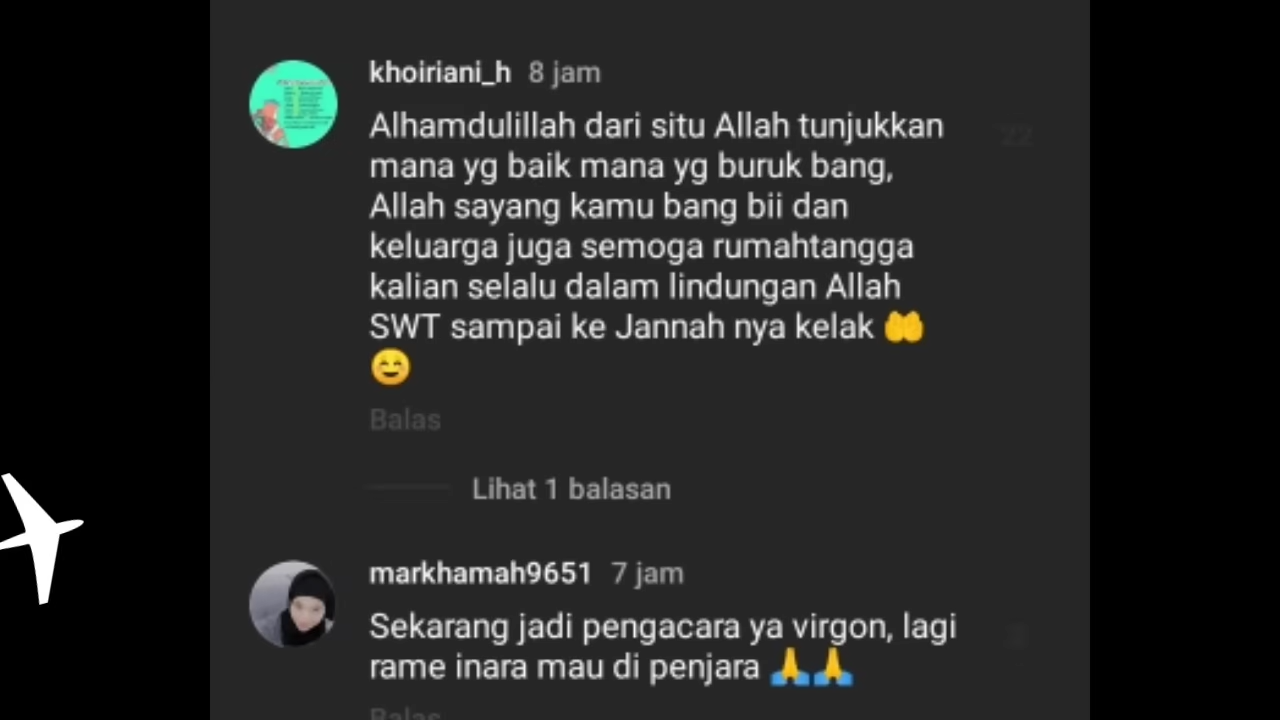 khoiriani_h 8 jam
Alhamdulillah dari situ Allah tunjukkan
mana yg baik mana yg buruk bang,
Allah sayang kamu bang bii dan
keluarga juga semoga rumahtangga
kalian selalu dalam lindungan Allah
SWT sampai ke Jannah nya kelak 🤲
😊
22
Balas
Lihat 1 balasan
markhamah9651 7 jam
Sekarang jadi pengacara ya virgon, lagi
rame inara mau di penjara 🙏🙏
Balas